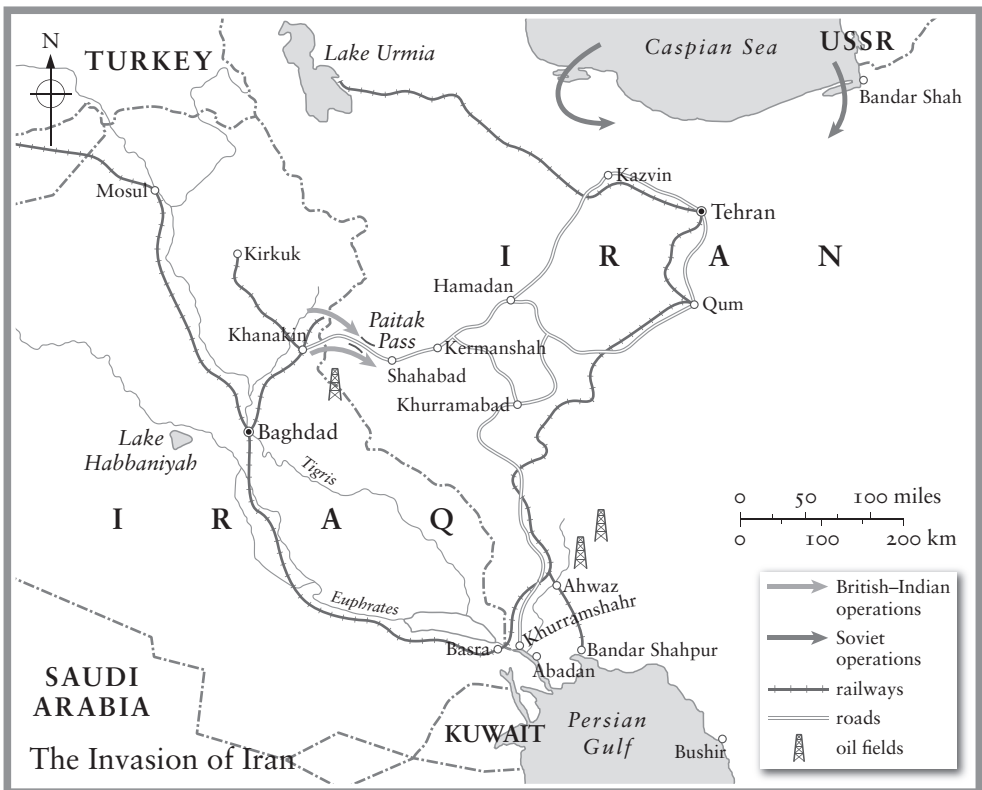 N
TURKEY
Lake Urmia
Caspian Sea
USSR
Bandar Shah
Mosul
Kazvin
Tehran
Kirkuk
I R A N
Hamadan
Qum
Khanakin
Paitak
Pass
Kermanshah
Shahabad
Khurramabad
Baghdad
Lake
Habbaniyah
Tigris
I R A Q
0 50 100 miles
0 100 200 km
Ahwaz
Khurramshahr
Euphrates
Basra
Bandar Shahpur
Abadan
SAUDI
ARABIA
KUWAIT
Persian
Gulf
Bushir
The Invasion of Iran
British–Indian
operations
Soviet
operations
railways
roads
oil fields